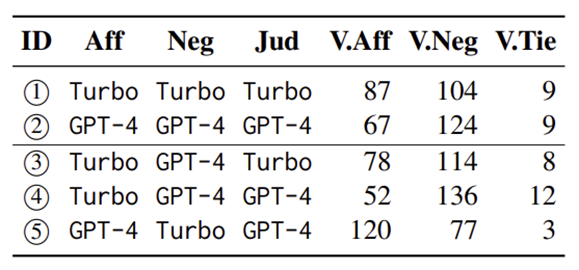 ID Aff Neg Jud V.Aff V.Neg V.Tie
① Turbo Turbo Turbo 87 104 9
② GPT-4 GPT-4 GPT-4 67 124 9
③ Turbo GPT-4 Turbo 78 114 8
④ Turbo GPT-4 GPT-4 52 136 12
⑤ GPT-4 Turbo GPT-4 120 77 3